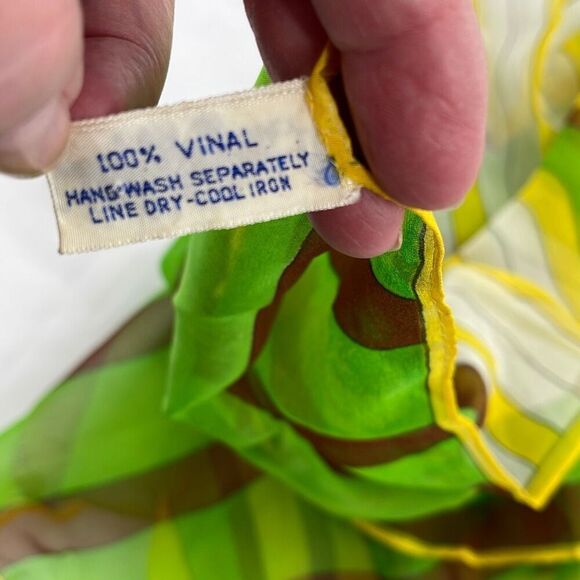 100% VINAL
HAND WASH SEPARATELY
LINE DRY-COOL IRON